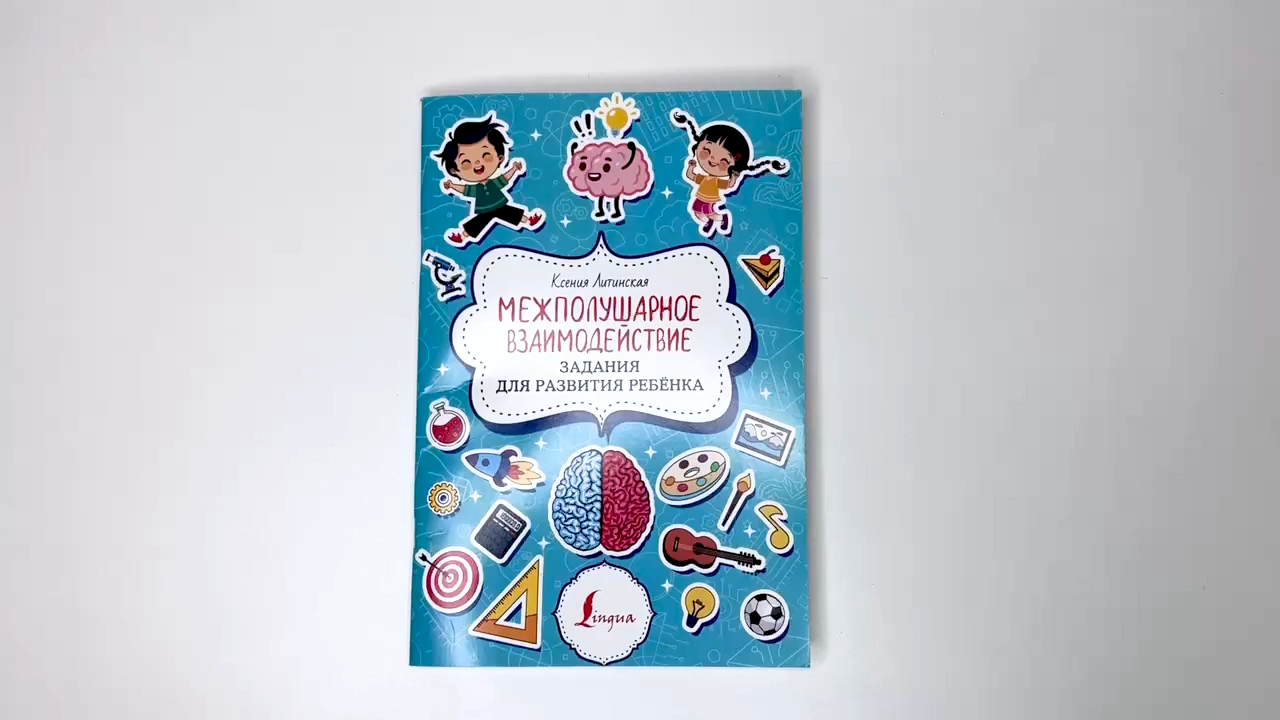 Ксения Литинская
МЕЖПОЛУШАРНОЕ
ВЗАИМОДЕЙСТВИЕ
ЗАДАНИЯ
ДЛЯ РАЗВИТИЯ РЕБЁНКА
Lingua